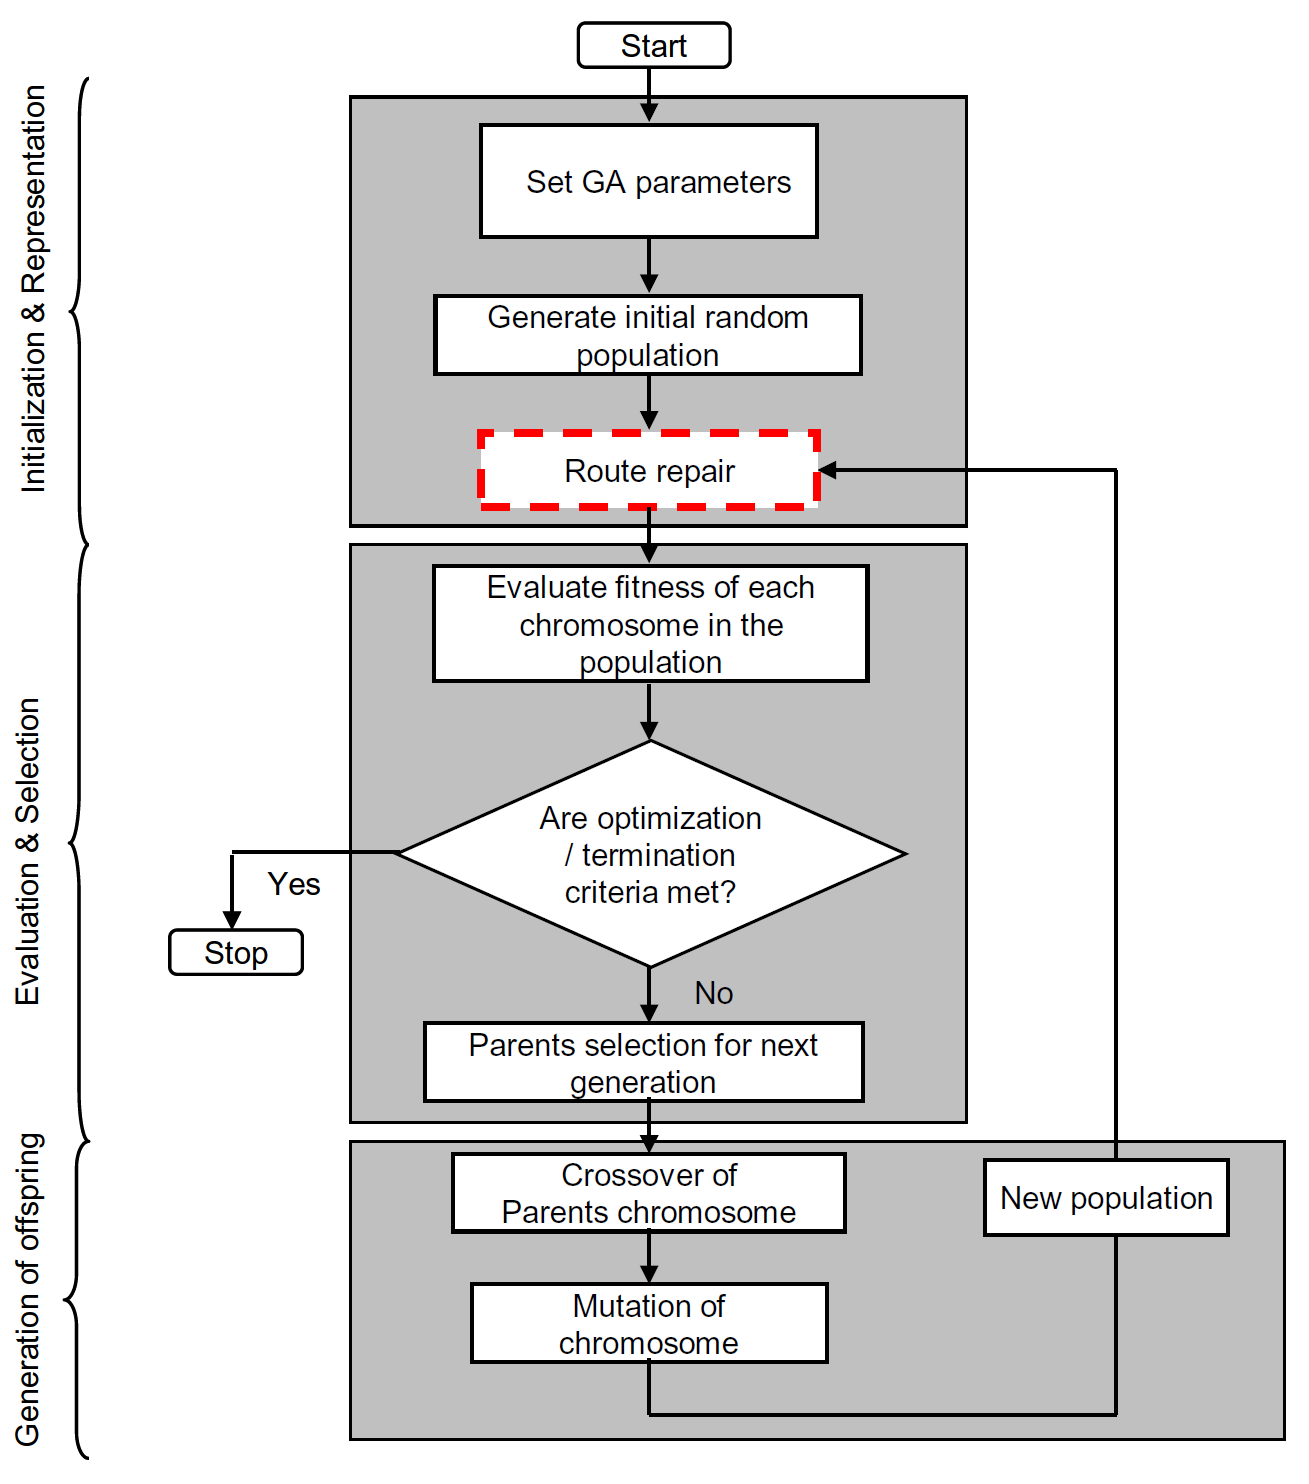 Start
Initialization & Representation
Set GA parameters
Generate initial random
population
Route repair
Evaluation & Selection
Evaluate fitness of each
chromosome in the
population
Are optimization
/ termination
criteria met?
Yes
Stop
No
Parents selection for next
generation
Generation of offspring
Crossover of
Parents chromosome
New population
Mutation of
chromosome